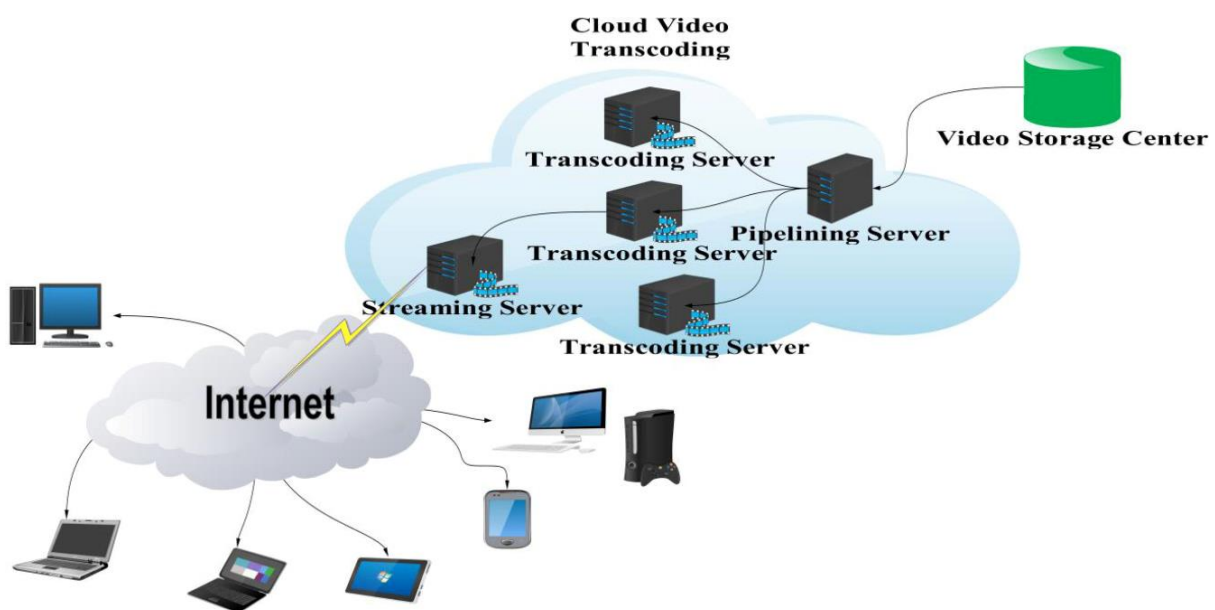 Cloud Video
Transcoding
Video Storage Center
Transcoding Server
Pipelining Server
Transcoding Server
Streaming Server
Transcoding Server
Internet